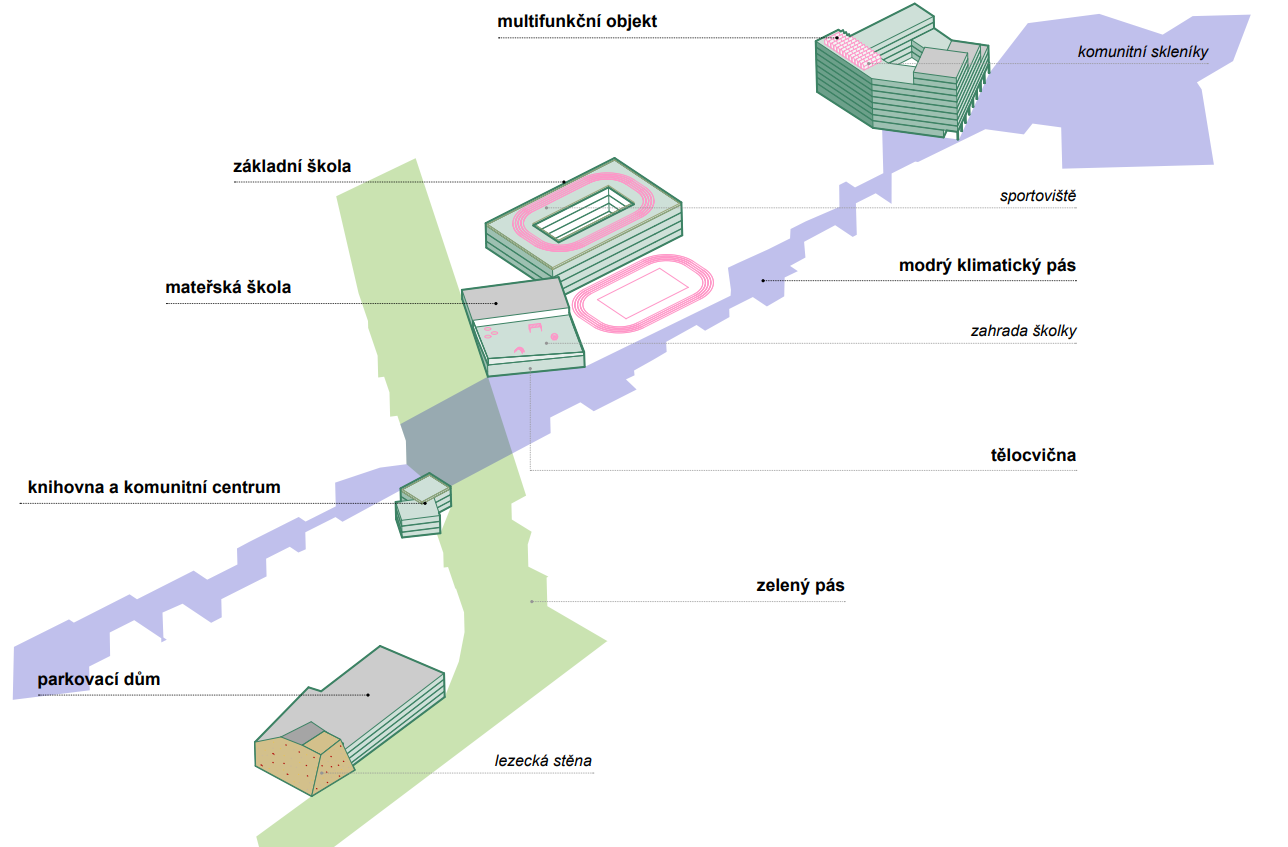 multifunkční objekt
komunitní skleníky
základní škola
sportoviště
modrý klimatický pás
mateřská škola
zahrada školky
tělocvična
knihovna a komunitní centrum
zelený pás
parkovací dům
lezecká stěna